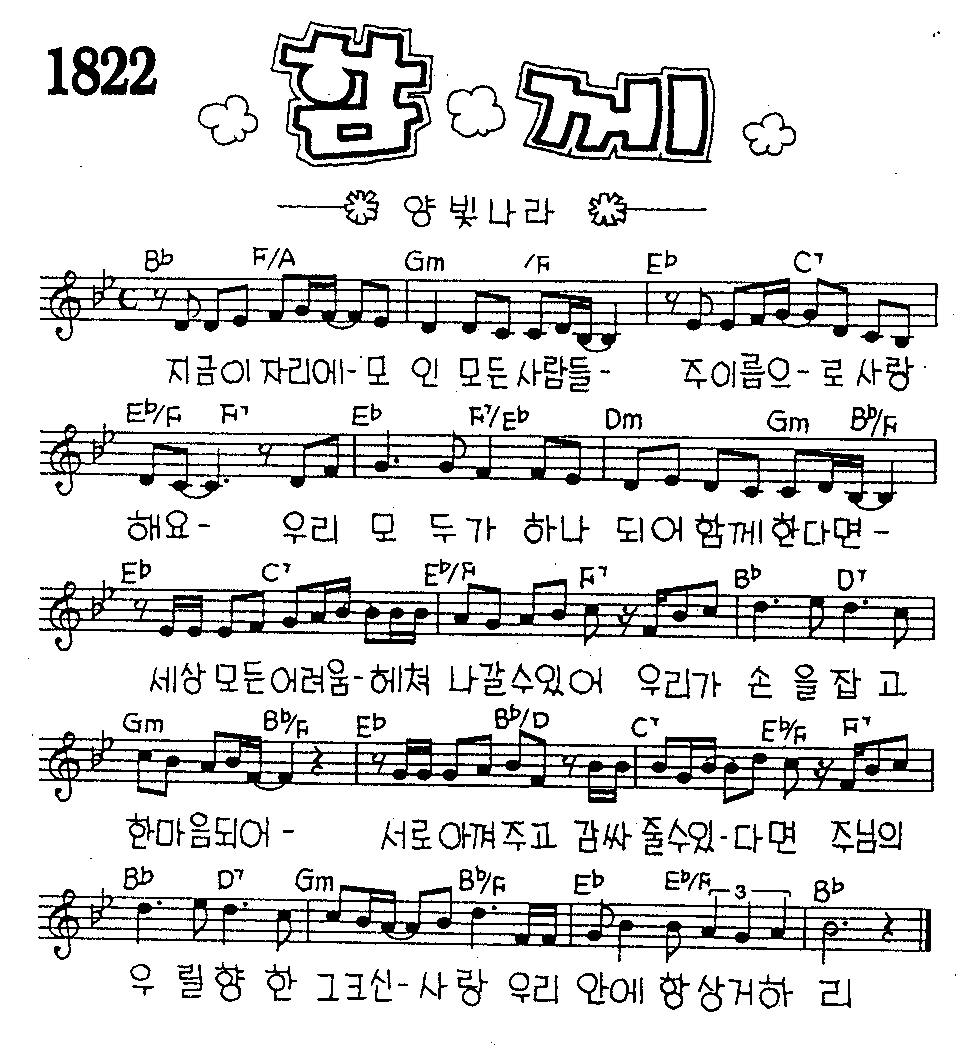 1822
함께
양빛나라
B♭ F/A Gm /F E♭ C7
지금이 자리에-모 인 모든사람들- 주이름으-로사랑
E♭/F F7 E♭ F7/E♭ Dm Gm B♭/F
해요- 우리 모 두가 하나 되어함께한다면-
E♭ C7 E♭/F F7 B♭ D7
세상모든어려움-헤쳐 나갈수있어 우리가 손을잡고
Gm B♭/F E♭ B♭/D C7 E♭/F F7
한마음되어- 서로아껴주고 감싸줄수있-다면 주님의
B♭ D7 Gm B♭/F E♭ E♭/F 3 B♭
우릴향한 그크신-사랑 우리 안에 항상거하 리